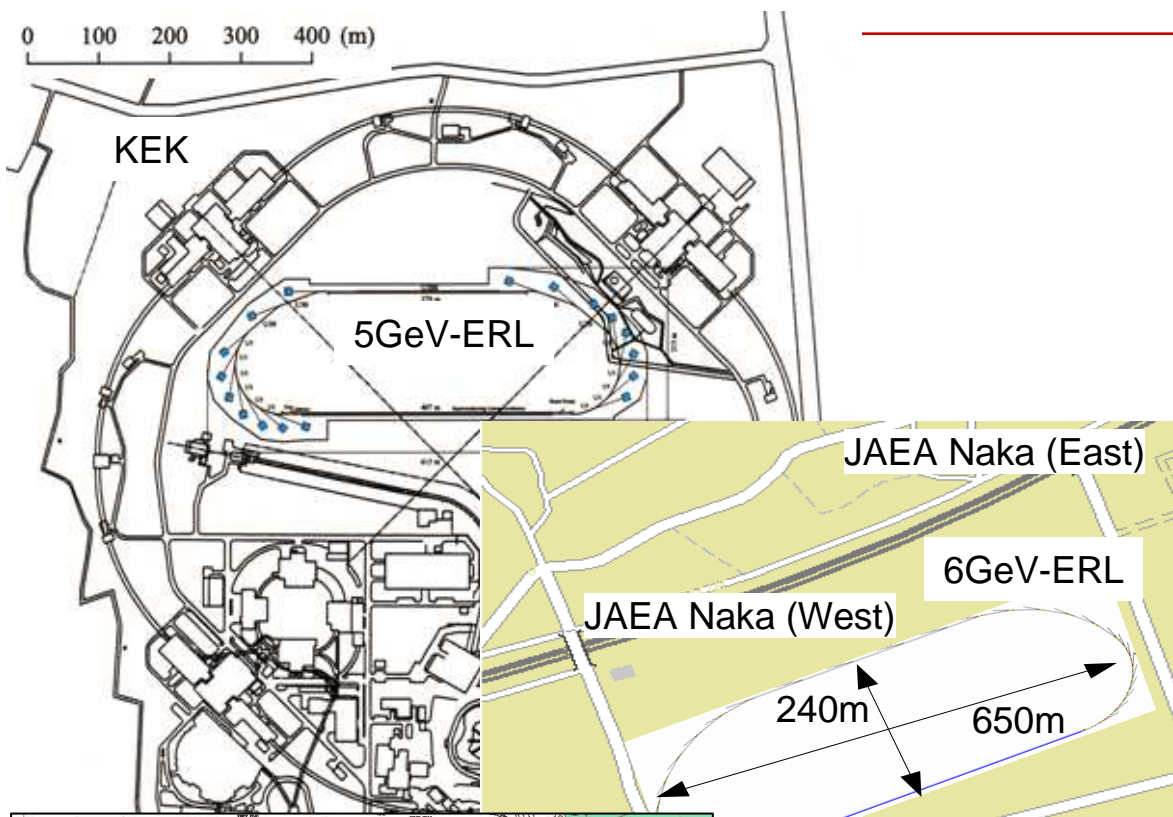 0 100 200 300 400 (m)
KEK
5GeV-ERL
JAEA Naka (East)
6GeV-ERL
JAEA Naka (West)
240m
650m